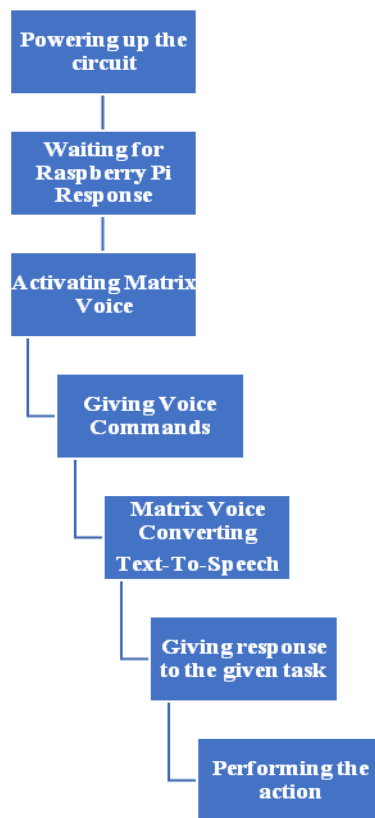 Powering up the
circuit
Waiting for
Raspberry Pi
Response
Activating Matrix
Voice
Giving Voice
Commands
Matrix Voice
Converting
Text-To-Speech
Giving response
to the given task
Performing the
action